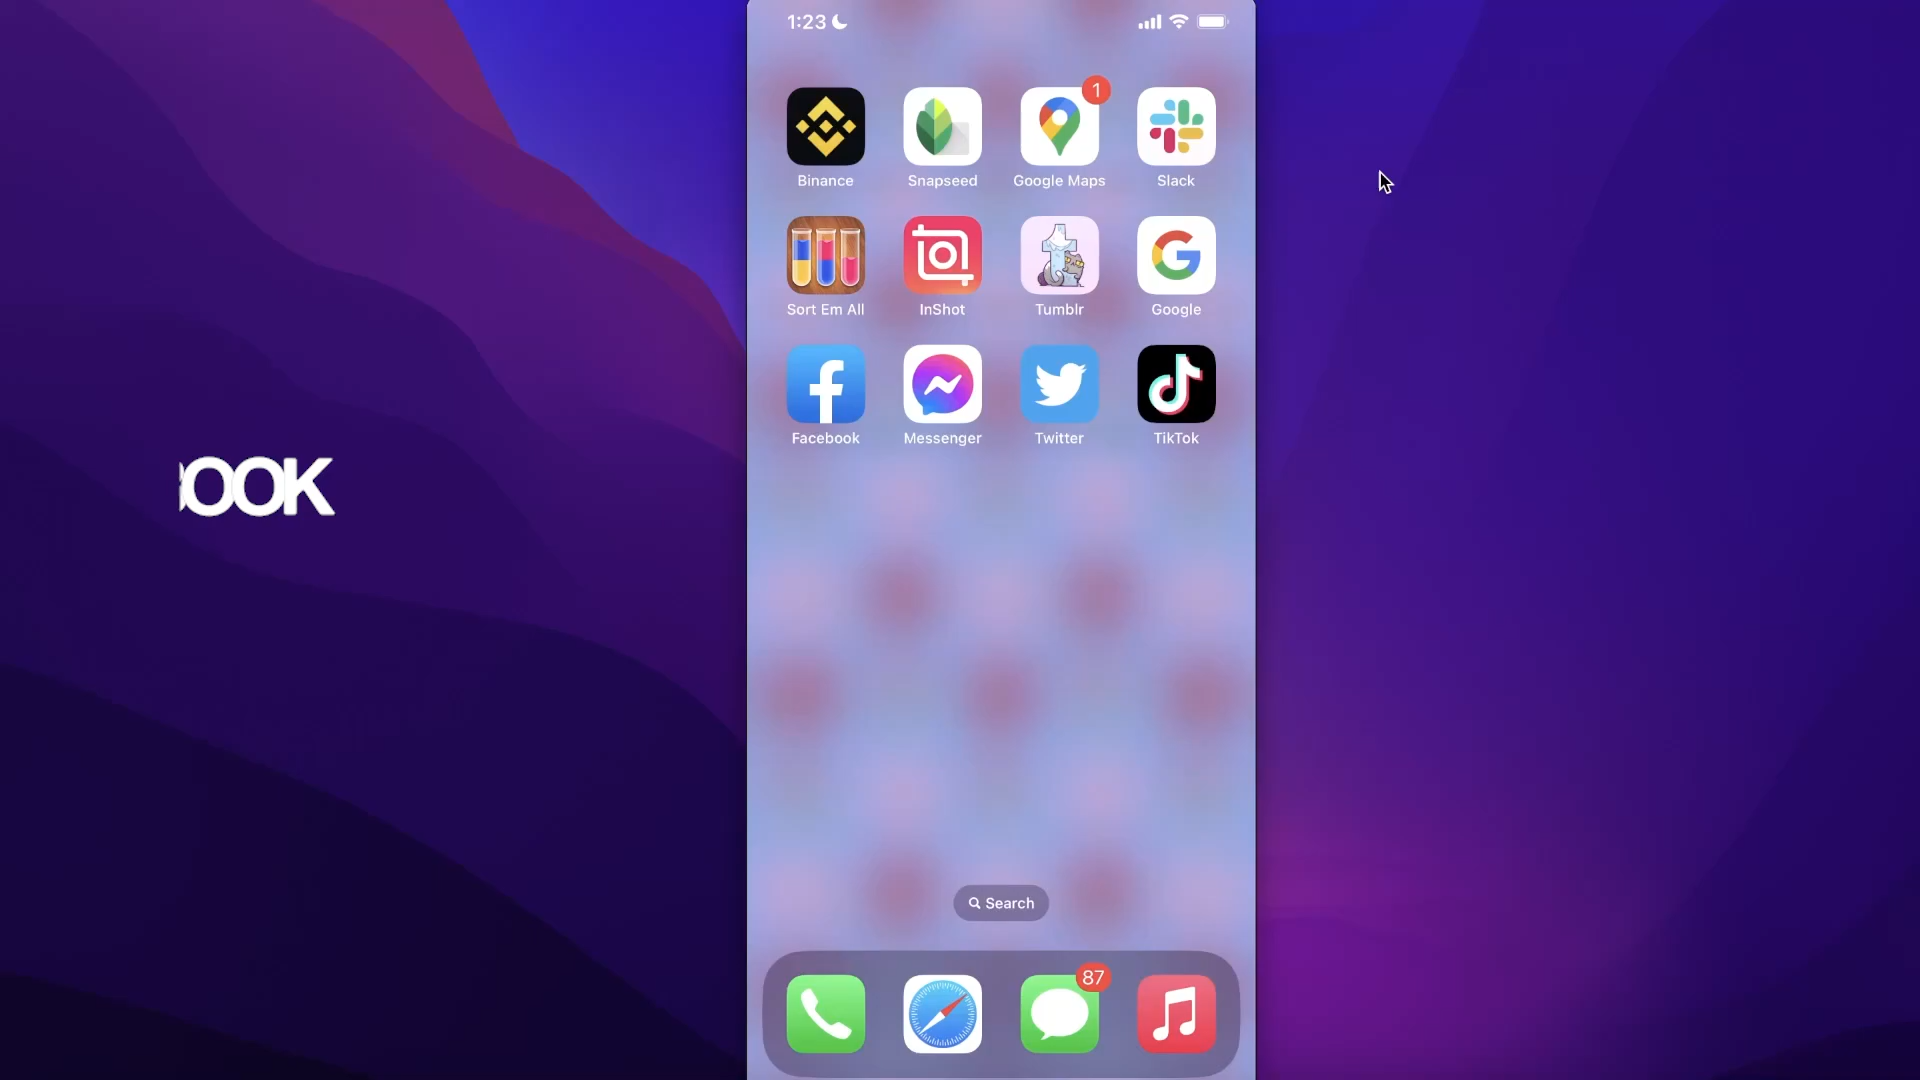 1:23
1
Binance
Snapseed
Google Maps
Slack
Sort Em All
InShot
Tumblr
Google
Facebook
Messenger
Twitter
TikTok
OOK
Search
87